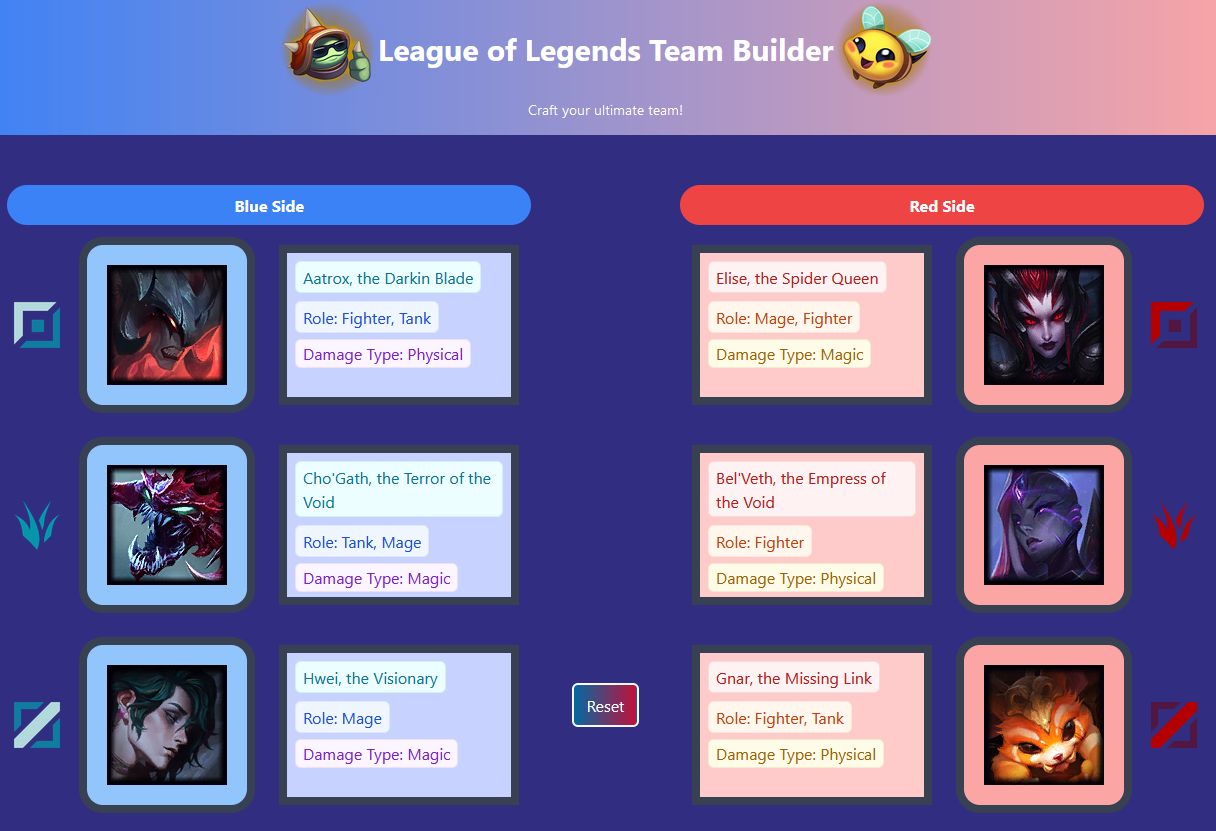 League of Legends Team Builder
Craft your ultimate team!
Blue Side
Red Side
Aatrox, the Darkin Blade
Role: Fighter, Tank
Damage Type: Physical
Elise, the Spider Queen
Role: Mage, Fighter
Damage Type: Magic
Cho'Gath, the Terror of the
Void
Role: Tank, Mage
Damage Type: Magic
Bel'Veth, the Empress of
the Void
Role: Fighter
Damage Type: Physical
Hwei, the Visionary
Role: Mage
Damage Type: Magic
Reset
Gnar, the Missing Link
Role: Fighter, Tank
Damage Type: Physical